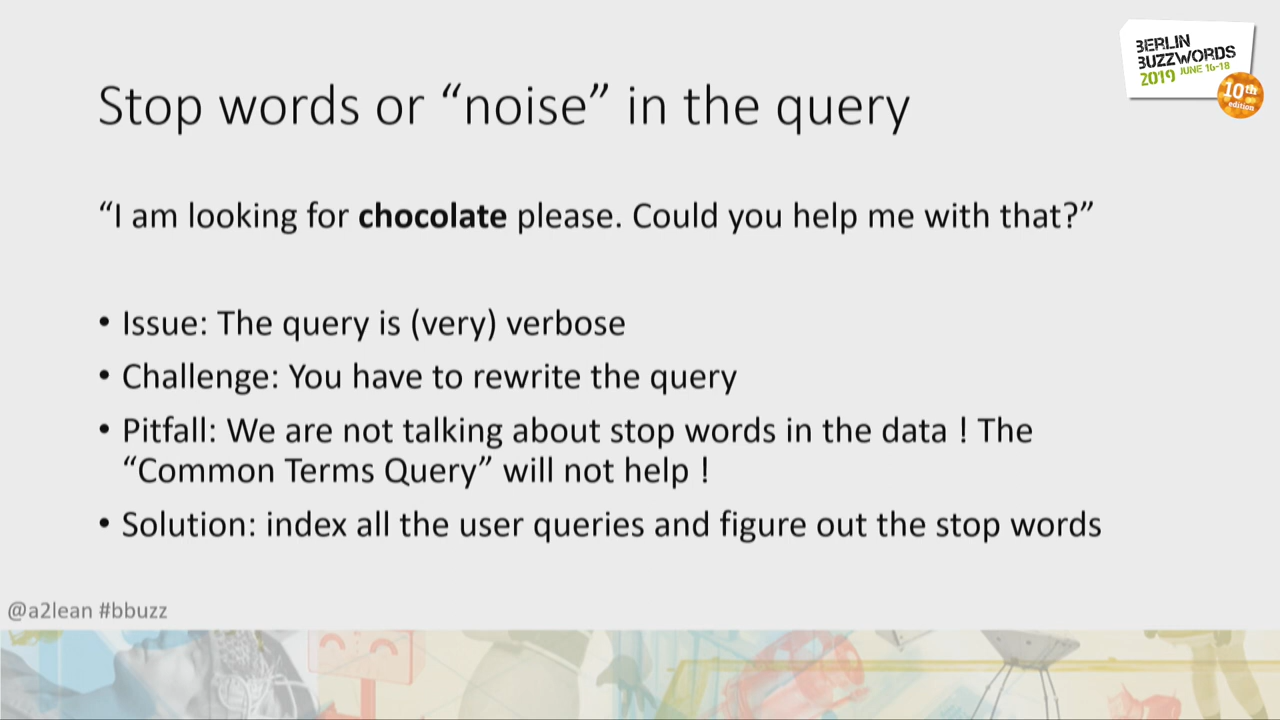 BERLIN
BUZZWORDS
2019 JUNE 16-18
10th
edition
Stop words or “noise” in the query
“I am looking for chocolate please. Could you help me with that?”
• Issue: The query is (very) verbose
• Challenge: You have to rewrite the query
• Pitfall: We are not talking about stop words in the data ! The
“Common Terms Query” will not help !
• Solution: index all the user queries and figure out the stop words
@a2lean #bbuzz